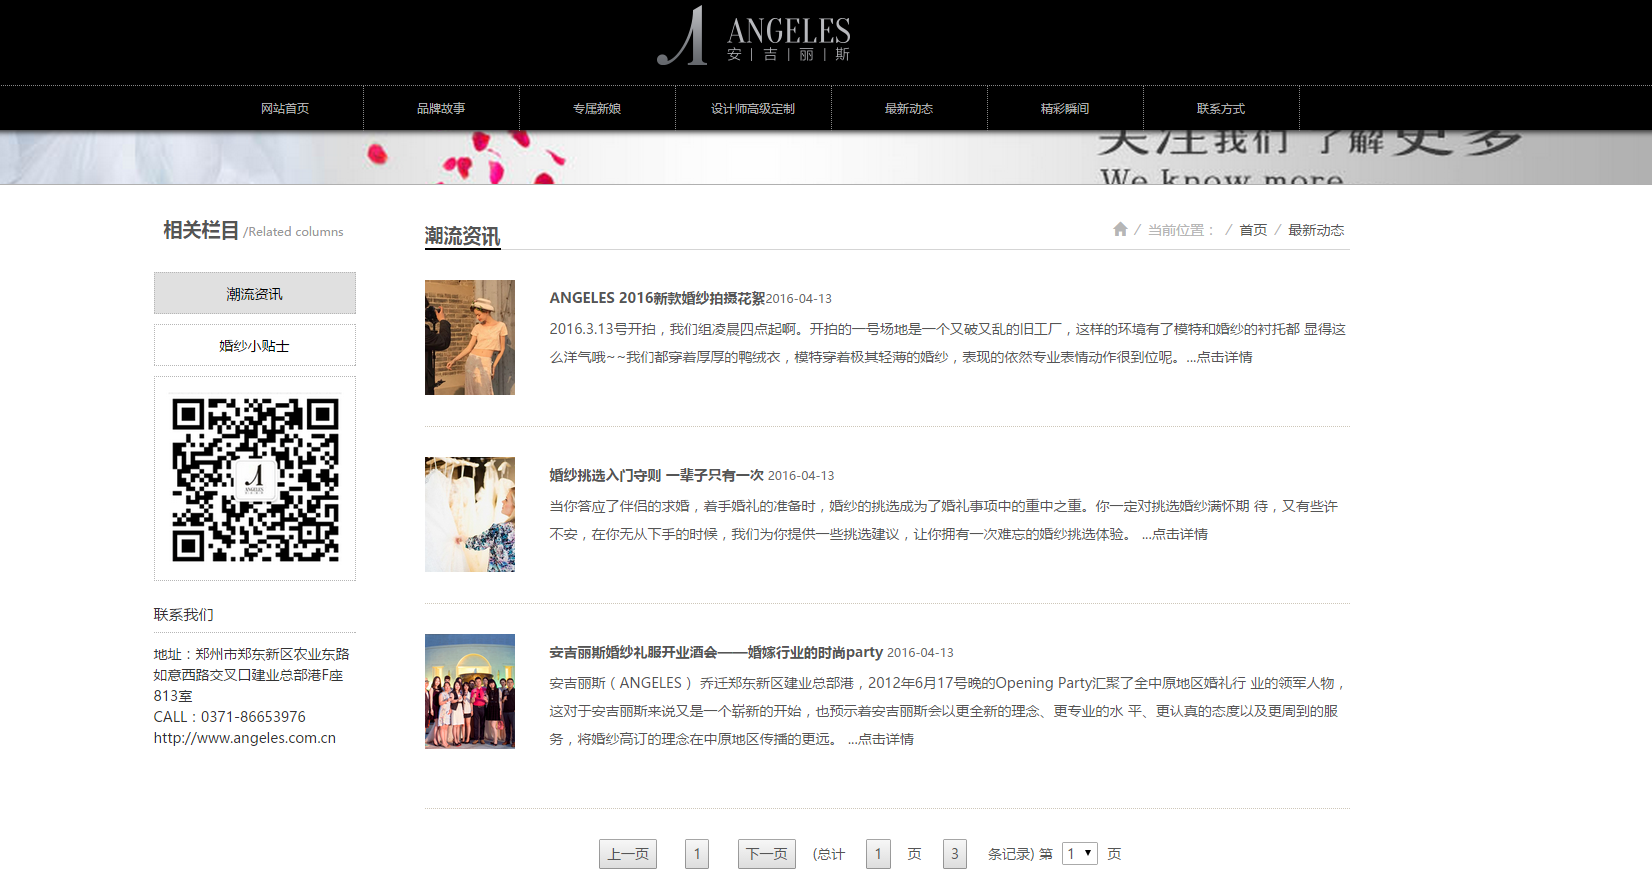 ANGELES
安 | 吉 | 丽 | 斯
网站首页
品牌故事
专属新娘
设计师高级定制
最新动态
精彩瞬间
联系方式
关注我们 了解更多
We know more
相关栏目 /Related columns
潮流资讯
婚纱小贴士
ANGELES
联系我们
地址：郑州市郑东新区农业东路
如意西路交叉口建业总部港F座
813室
CALL：0371-86653976
http://www.angeles.com.cn
潮流资讯
/ 当前位置： / 首页 / 最新动态
ANGELES 2016新款婚纱拍摄花絮2016-04-13
2016.3.13号开拍，我们组凌晨四点起啊。开拍的一号场地是一个又破又乱的旧工厂，这样的环境有了模特和婚纱的衬托都 显得这
么洋气哦~~我们都穿着厚厚的鸭绒衣，模特穿着极其轻薄的婚纱，表现的依然专业表情动作很到位呢。...点击详情
婚纱挑选入门守则 一辈子只有一次 2016-04-13
当你答应了伴侣的求婚，着手婚礼的准备时，婚纱的挑选成为了婚礼事项中的重中之重。你一定对挑选婚纱满怀期 待，又有些许
不安，在你无从下手的时候，我们为你提供一些挑选建议，让你拥有一次难忘的婚纱挑选体验。 ...点击详情
安吉丽斯婚纱礼服开业酒会——婚嫁行业的时尚party 2016-04-13
安吉丽斯（ANGELES） 乔迁郑东新区建业总部港，2012年6月17号晚的Opening Party汇聚了全中原地区婚礼行 业的领军人物，
这对于安吉丽斯来说又是一个崭新的开始，也预示着安吉丽斯会以更全新的理念、更专业的水 平、更认真的态度以及更周到的服
务，将婚纱高订的理念在中原地区传播的更远。 ...点击详情
上一页 1 下一页 (总计 1 页 3 条记录) 第 1 页